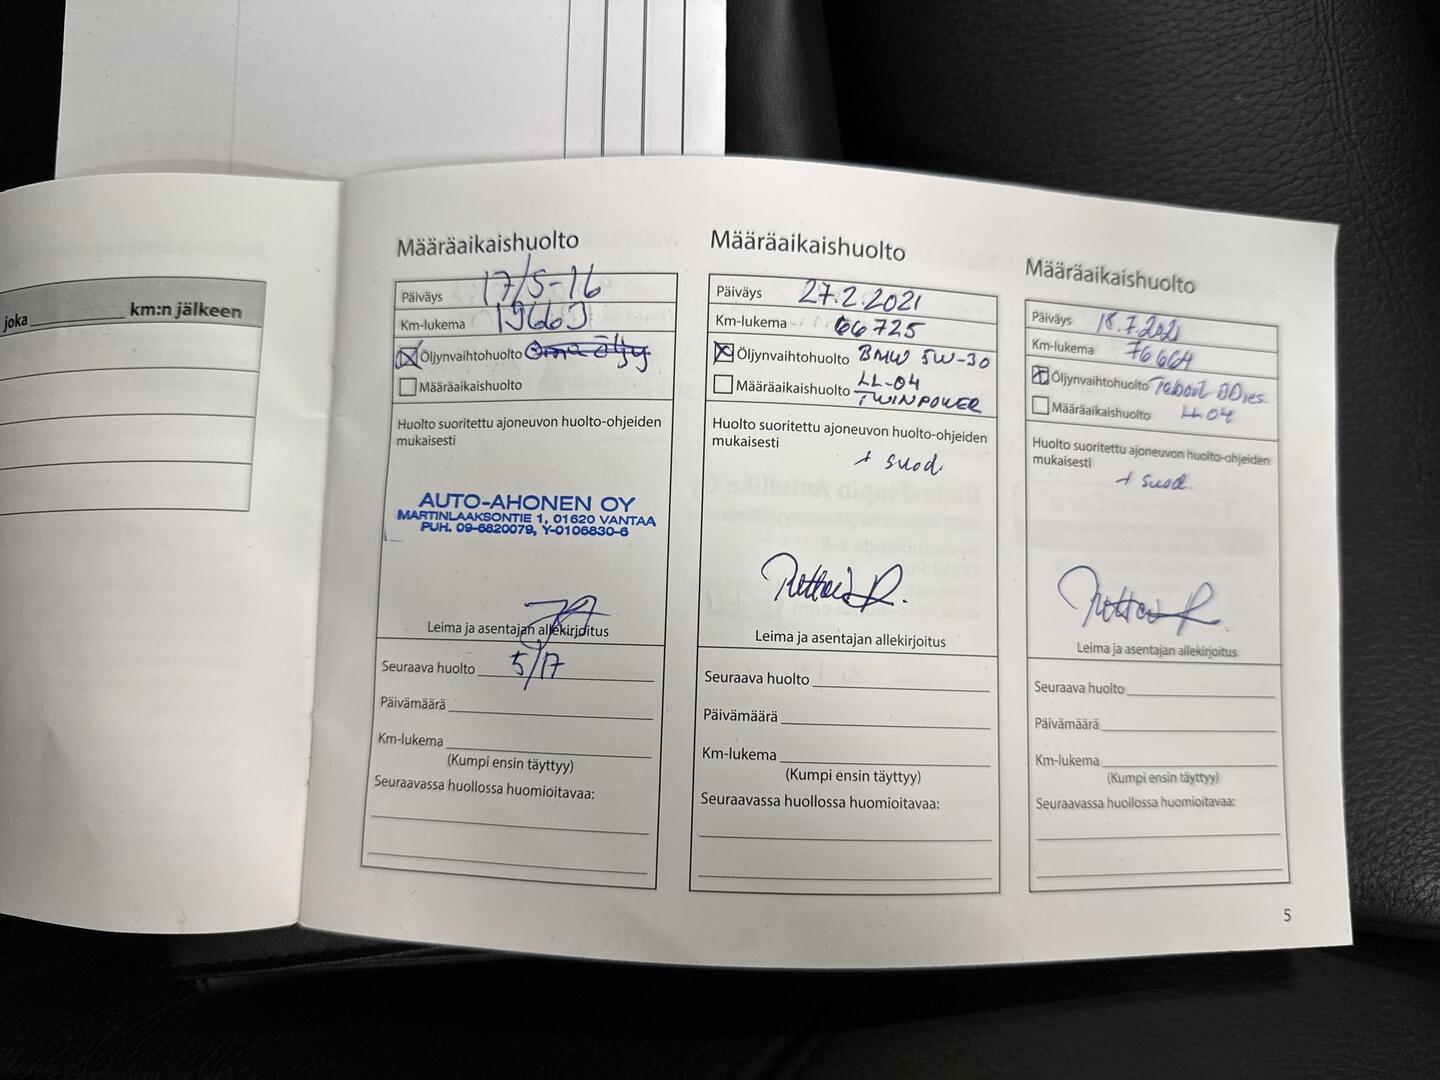 joka ________ km:n jälkeen
Määräaikaishuolto
Päiväys 17/5-16
Km-lukema 19663
Öljynvaihtohuolto Oma öljy
Määräaikaishuolto
Huolto suoritettu ajoneuvon huolto-ohjeiden
mukaisesti
AUTO-AHONEN OY
MARTINLAAKSONTIE 1, 01620 VANTAA
PUH. 09-6820079, Y-0106830-6
Leima ja asentajan allekirjoitus
Seuraava huolto 5/17
Päivämäärä
Km-lukema
(Kumpi ensin täyttyy)
Seuraavassa huollossa huomioitavaa:
Määräaikaishuolto
Päiväys 27.2.2021
Km-lukema 66725
Öljynvaihtohuolto BMW 5W-30
Määräaikaishuolto LL-04
TWINPOWER
Huolto suoritettu ajoneuvon huolto-ohjeiden
mukaisesti
+ suod.
Leima ja asentajan allekirjoitus
Seuraava huolto
Päivämäärä
Km-lukema
(Kumpi ensin täyttyy)
Seuraavassa huollossa huomioitavaa:
Määräaikaishuolto
Päiväys 18.7.2021
Km-lukema 76664
Öljynvaihtohuolto
Määräaikaishuolto LL04
Huolto suoritettu ajoneuvon huolto-ohjeiden
mukaisesti
+ suod.
Leima ja asentajan allekirjoitus
Seuraava huolto
Päivämäärä
Km-lukema
(Kumpi ensin täyttyy)
Seuraavassa huollossa huomioitavaa:
5